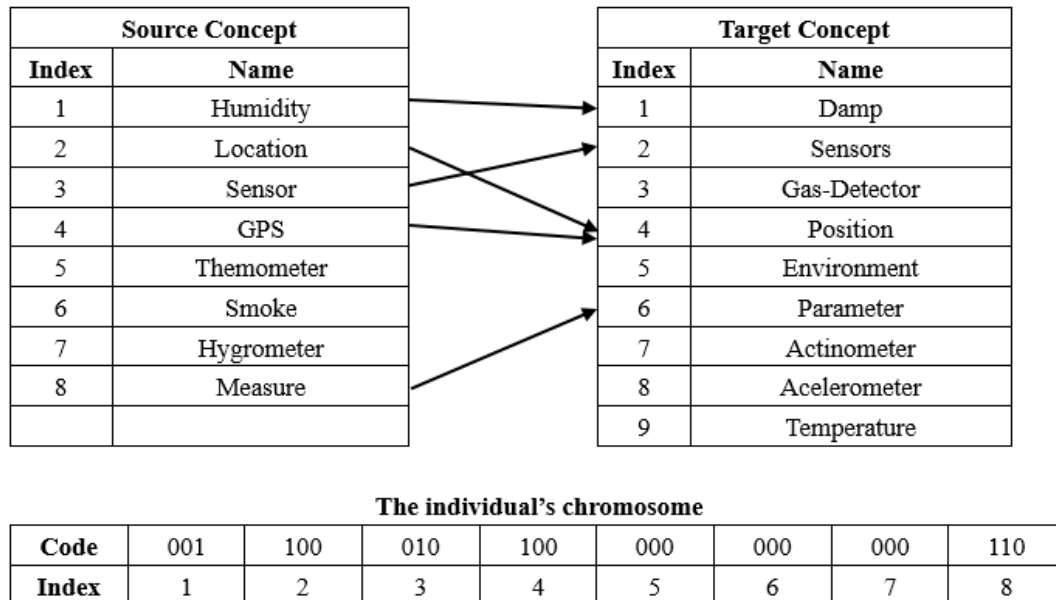 Source Concept Target Concept
Index Name Index Name
1 Humidity 1 Damp
2 Location 2 Sensors
3 Sensor 3 Gas-Detector
4 GPS 4 Position
5 Themometer 5 Environment
6 Smoke 6 Parameter
7 Hygrometer 7 Actinometer
8 Measure 8 Acelerometer
9 Temperature
The individual’s chromosome
Code 001 100 010 100 000 000 000 110
Index 1 2 3 4 5 6 7 8